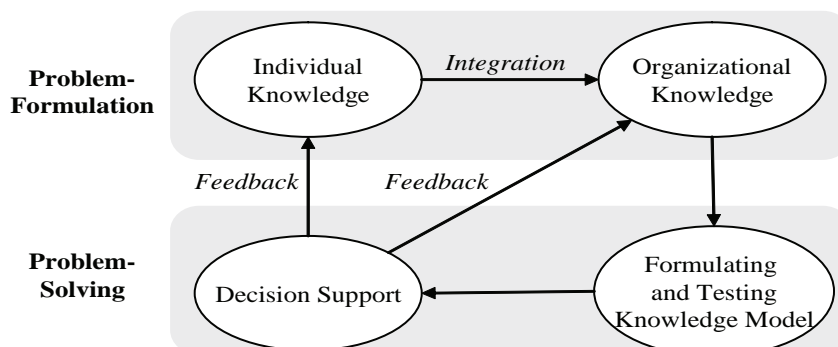 Problem-
Formulation
Individual
Knowledge
Integration
Organizational
Knowledge
Feedback
Feedback
Problem-
Solving
Decision Support
Formulating
and Testing
Knowledge Model